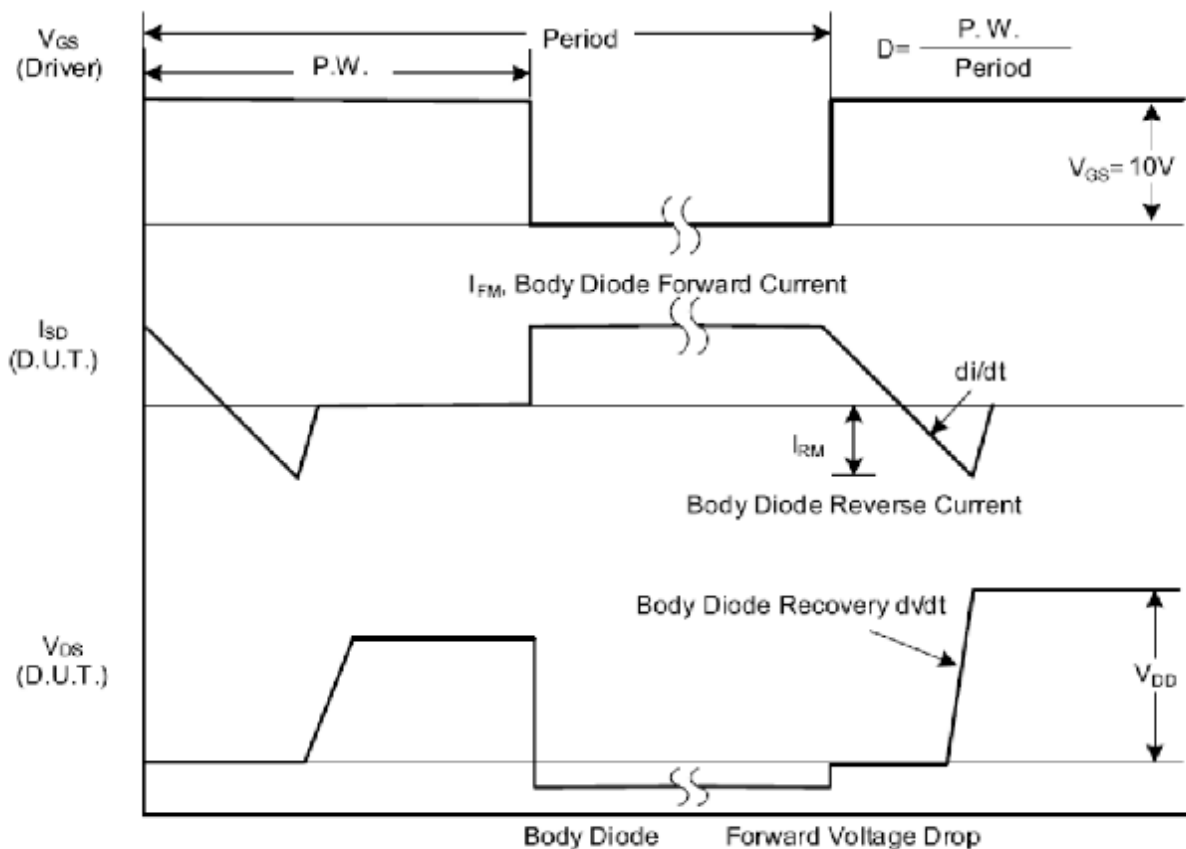 VGS
(Driver)
Period
P.W.
D= P. W.
Period
VGS= 10V
IFM, Body Diode Forward Current
ISD
(D.U.T.)
di/dt
IRM
Body Diode Reverse Current
Body Diode Recovery dv/dt
VDS
(D.U.T.)
VDD
Body Diode Forward Voltage Drop